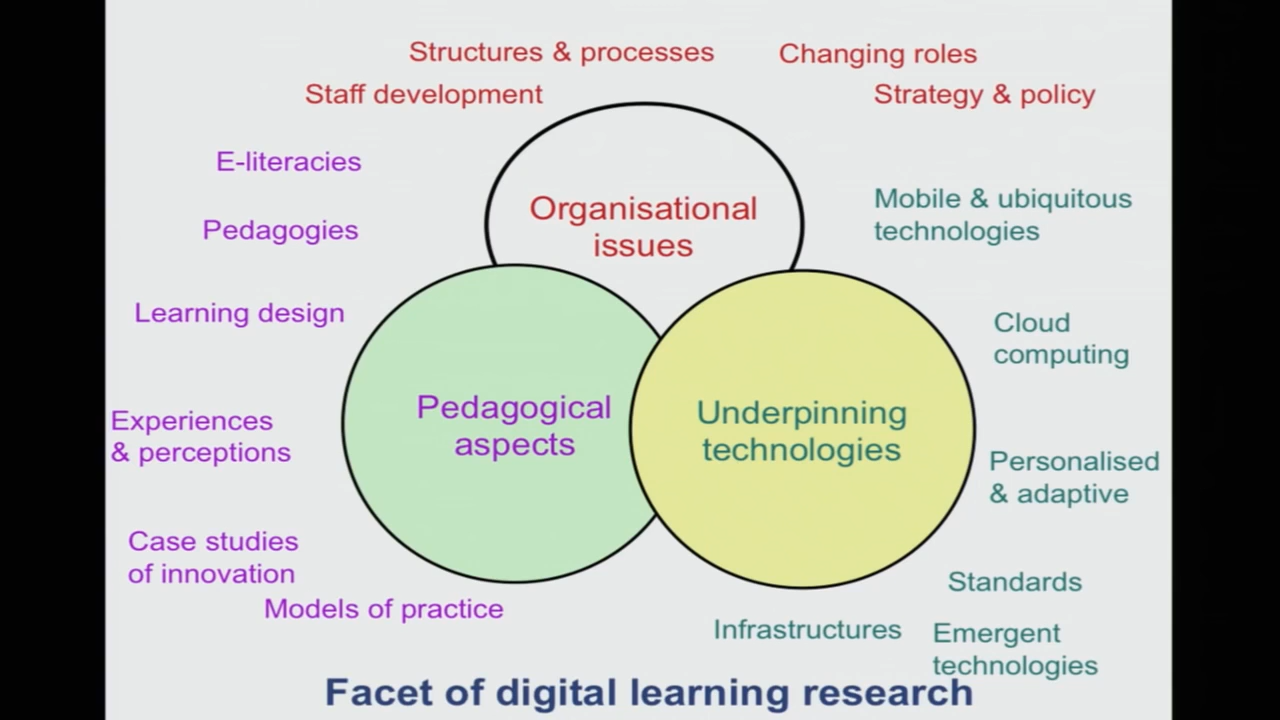 Structures & processes
Changing roles
Staff development
Strategy & policy
E-literacies
Mobile & ubiquitous
technologies
Pedagogies
Organisational
issues
Learning design
Cloud
computing
Experiences
& perceptions
Pedagogical
aspects
Underpinning
technologies
Personalised
& adaptive
Case studies
of innovation
Models of practice
Standards
Infrastructures
Emergent
technologies
Facet of digital learning research